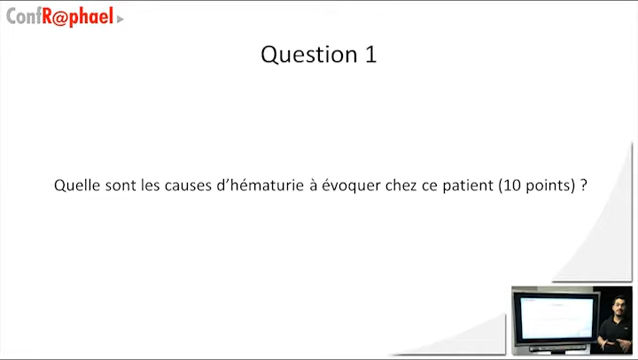 ConfR@phael
Question 1
Quelle sont les causes d’hématurie à évoquer chez ce patient (10 points) ?